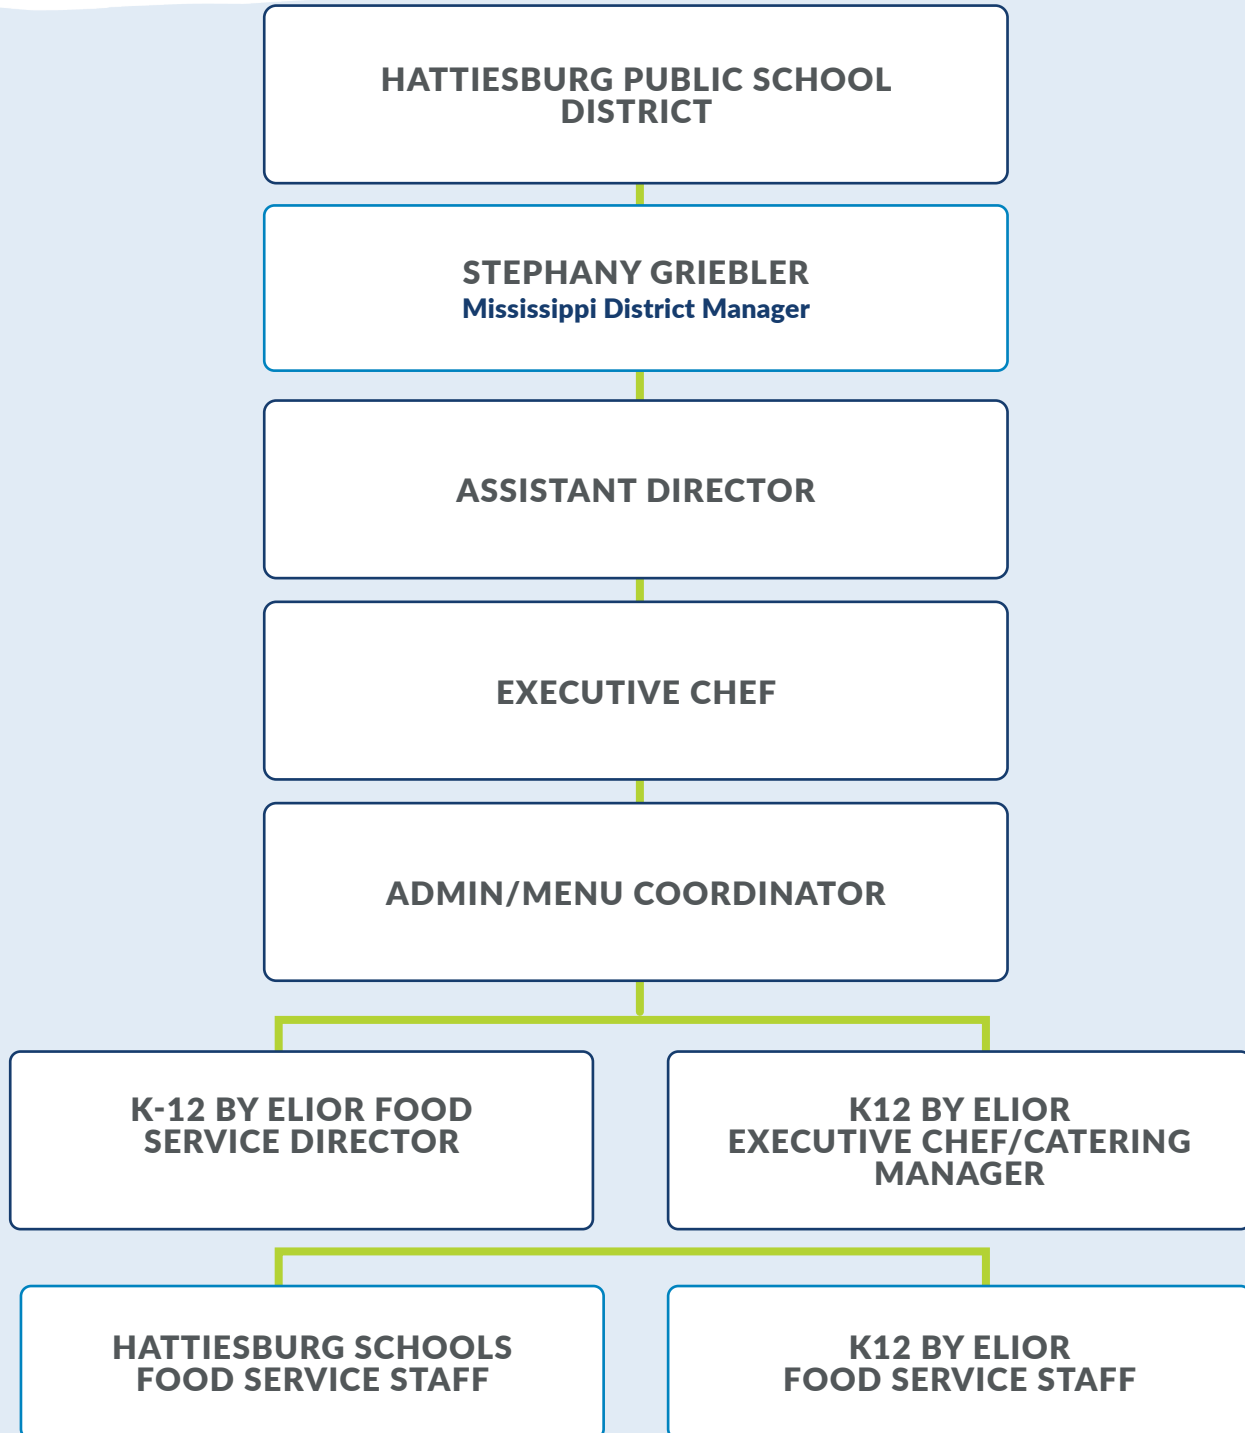 HATTIESBURG PUBLIC SCHOOL
DISTRICT
STEPHANY GRIEBLER
Mississippi District Manager
ASSISTANT DIRECTOR
EXECUTIVE CHEF
ADMIN/MENU COORDINATOR
K-12 BY ELIOR FOOD
SERVICE DIRECTOR
K12 BY ELIOR
EXECUTIVE CHEF/CATERING
MANAGER
HATTIESBURG SCHOOLS
FOOD SERVICE STAFF
K12 BY ELIOR
FOOD SERVICE STAFF